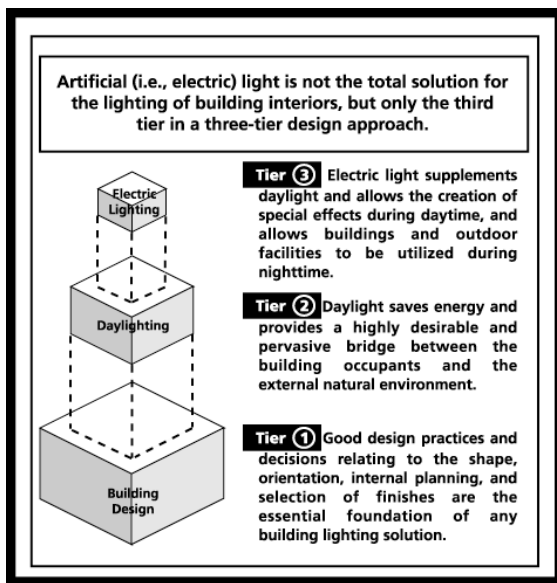 Artificial (i.e., electric) light is not the total solution for
the lighting of building interiors, but only the third
tier in a three-tier design approach.
Electric
Lighting
Tier 3 Electric light supplements
daylight and allows the creation of
special effects during daytime, and
allows buildings and outdoor
facilities to be utilized during
nighttime.
Daylighting
Tier 2 Daylight saves energy and
provides a highly desirable and
pervasive bridge between the
building occupants and the
external natural environment.
Building
Design
Tier 1 Good design practices and
decisions relating to the shape,
orientation, internal planning, and
selection of finishes are the
essential foundation of any
building lighting solution.